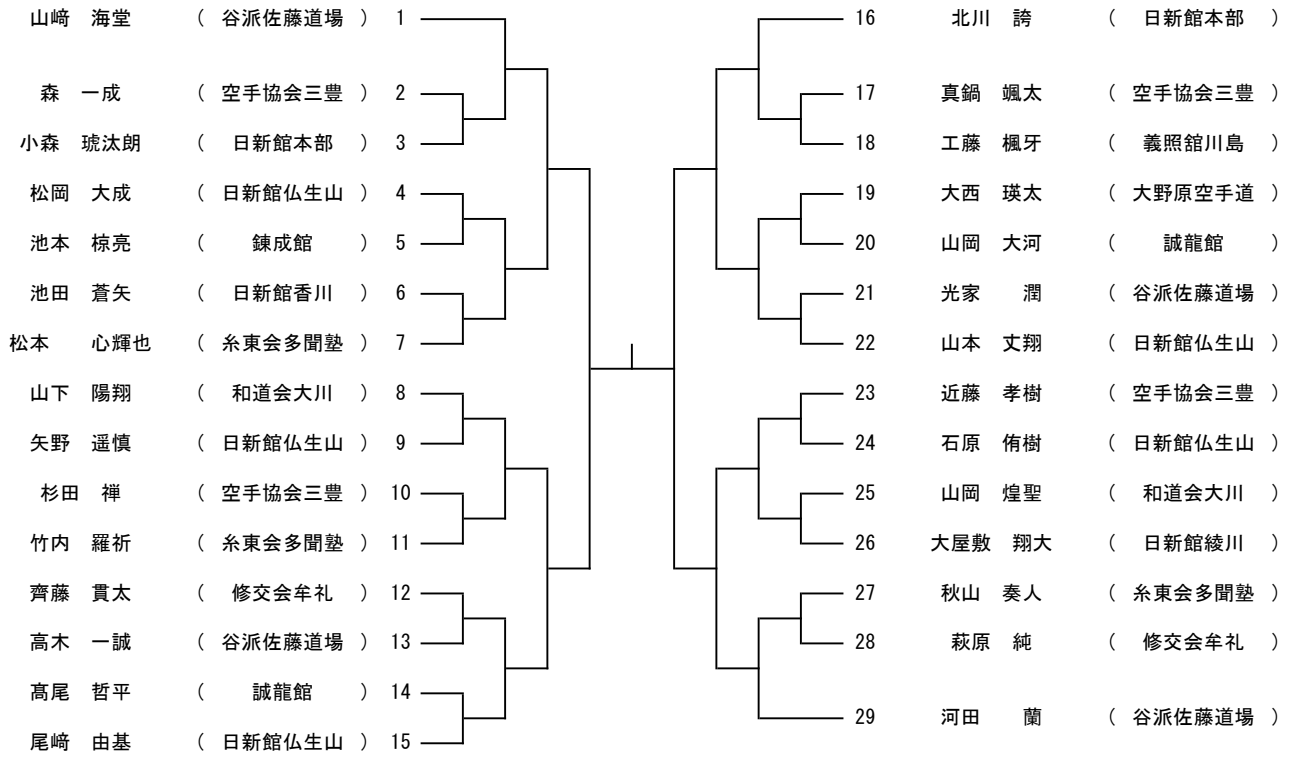 山﨑 海堂 ( 谷派佐藤道場 ) 1
森 一成 ( 空手協会三豊 ) 2
小森 琥汰朗 ( 日新館本部 ) 3
松岡 大成 ( 日新館仏生山 ) 4
池本 椋亮 ( 錬成館 ) 5
池田 蒼矢 ( 日新館香川 ) 6
松本 心輝也 ( 糸東会多聞塾 ) 7
山下 陽翔 ( 和道会大川 ) 8
矢野 遥慎 ( 日新館仏生山 ) 9
杉田 禅 ( 空手協会三豊 ) 10
竹内 羅祈 ( 糸東会多聞塾 ) 11
齊藤 貫太 ( 修交会牟礼 ) 12
高木 一誠 ( 谷派佐藤道場 ) 13
髙尾 哲平 ( 誠龍館 ) 14
尾﨑 由基 ( 日新館仏生山 ) 15
16 北川 誇 ( 日新館本部 )
17 真鍋 颯太 ( 空手協会三豊 )
18 工藤 楓牙 ( 義照舘川島 )
19 大西 瑛太 ( 大野原空手道 )
20 山岡 大河 ( 誠龍館 )
21 光家 潤 ( 谷派佐藤道場 )
22 山本 丈翔 ( 日新館仏生山 )
23 近藤 孝樹 ( 空手協会三豊 )
24 石原 侑樹 ( 日新館仏生山 )
25 山岡 煌聖 ( 和道会大川 )
26 大屋敷 翔大 ( 日新館綾川 )
27 秋山 奏人 ( 糸東会多聞塾 )
28 萩原 純 ( 修交会牟礼 )
29 河田 蘭 ( 谷派佐藤道場 )